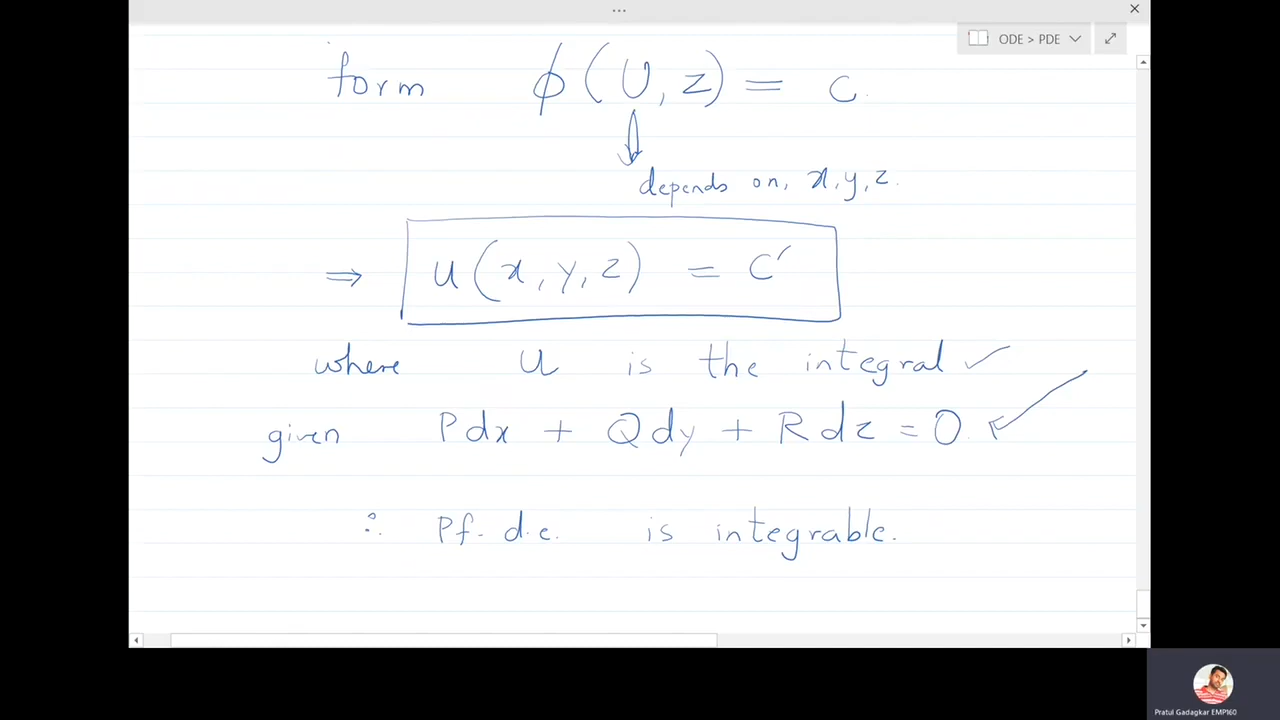 ODE > PDE
form ϕ(U, z) = c.
depends on, x, y, z.
⇒ u(x, y, z) = C'
where u is the integral ✓
given Pdx + Qdy + Rdz = 0.
∴ Pf. d.e. is integrable.
Pratul Gadagkar EMP160